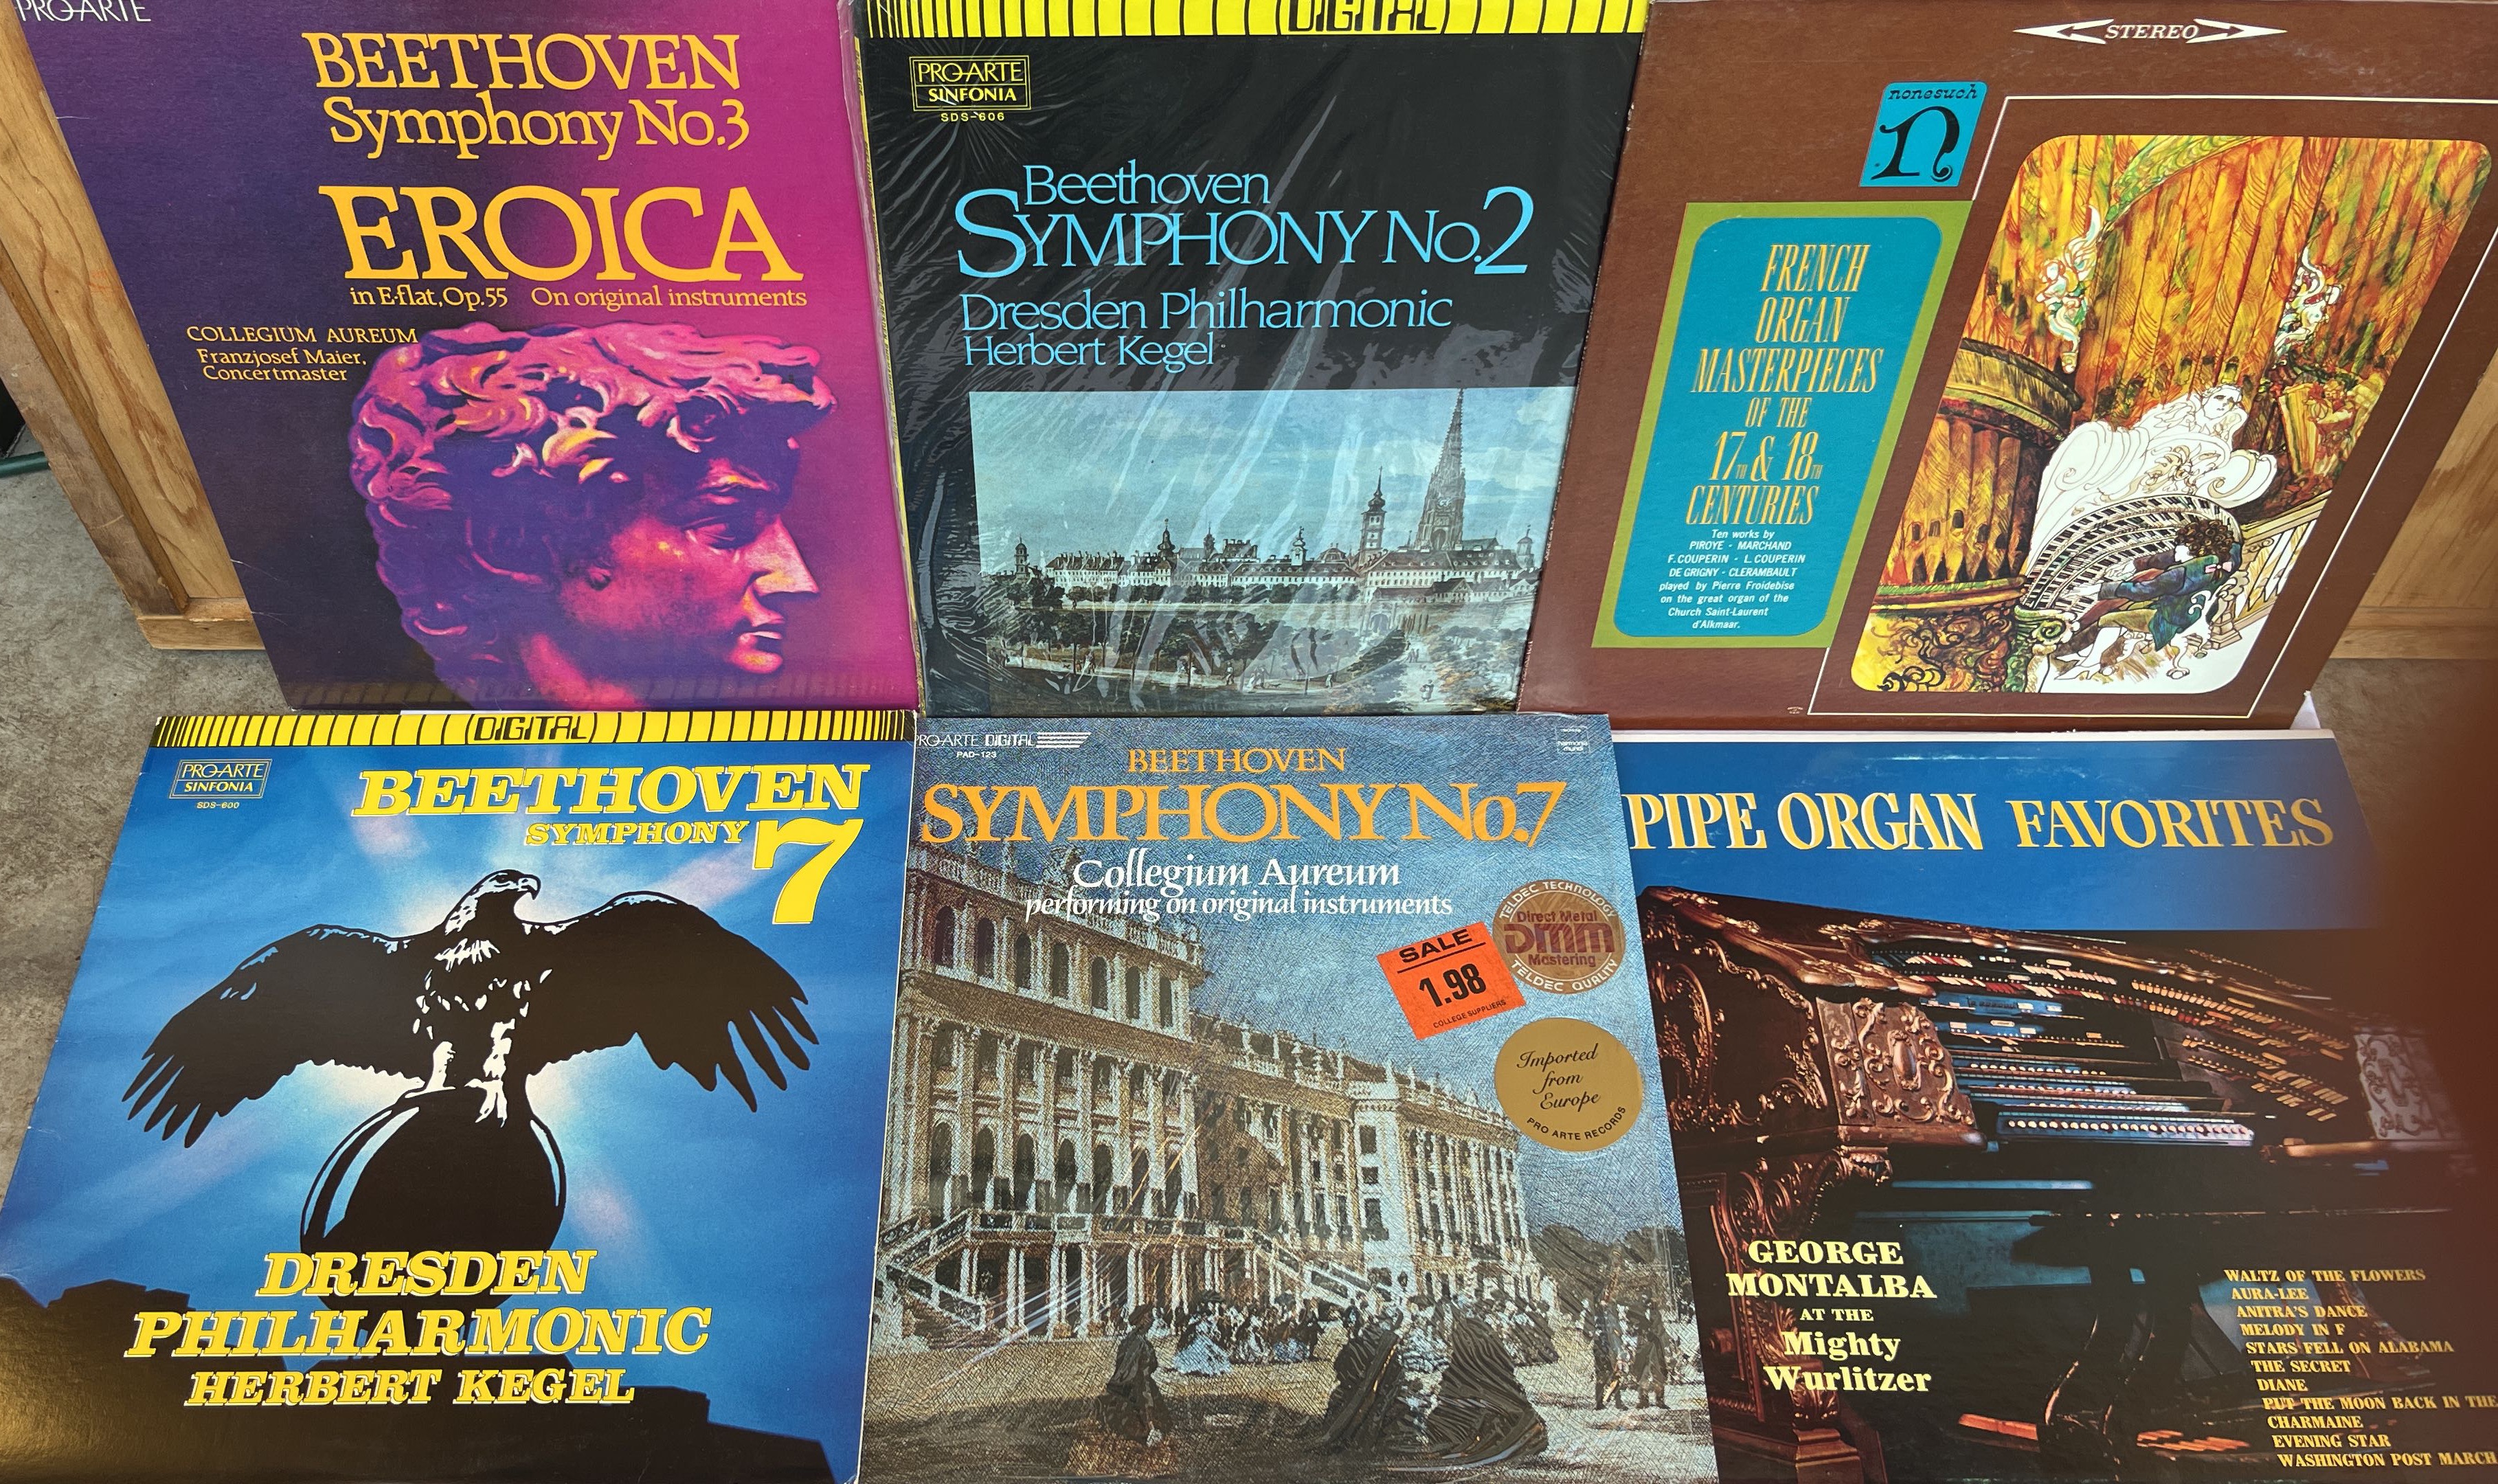 PRO-ARTE
BEETHOVEN
Symphony No.3
EROICA
in E-flat, Op.55 On original instruments
COLLEGIUM AUREUM
Franzjosef Maier,
Concertmaster
DIGITAL
PRO-ARTE
SINFONIA
SDS-606
Beethoven
SYMPHONY No.2
Dresden Philharmonic
Herbert Kegel
STEREO
nonesuch
n
FRENCH
ORGAN
MASTERPIECES
OF THE
17TH & 18TH
CENTURIES
Ten works by
PIROYE - MARCHAND
F. COUPERIN - L. COUPERIN
DE GRIGNY - CLERAMBAULT
played by Pierre Froidebise
on the great organ of the
Church Saint-Laurent
d'Alkmaar.
DIGITAL
PRO-ARTE
SINFONIA
SDS-600
BEETHOVEN
SYMPHONY 7
DRESDEN
PHILHARMONIC
HERBERT KEGEL
PRO-ARTE DIGITAL
PAD-123
harmonia
mundi
BEETHOVEN
SYMPHONY No.7
Collegium Aureum
performing on original instruments
TELDEC TECHNOLOGY
Direct Metal
DMM
Mastering
TELDEC QUALITY
SALE
1.98
COLLEGE SUPPLIERS
Imported
from
Europe
PRO ARTE RECORDS
PIPE ORGAN FAVORITES
GEORGE
MONTALBA
AT THE
Mighty
Wurlitzer
WALTZ OF THE FLOWERS
AURA-LEE
ANITRA'S DANCE
MELODY IN F
STARS FELL ON ALABAMA
THE SECRET
DIANE
PUT THE MOON BACK IN THE
CHARMAINE
EVENING STAR
WASHINGTON POST MARCH